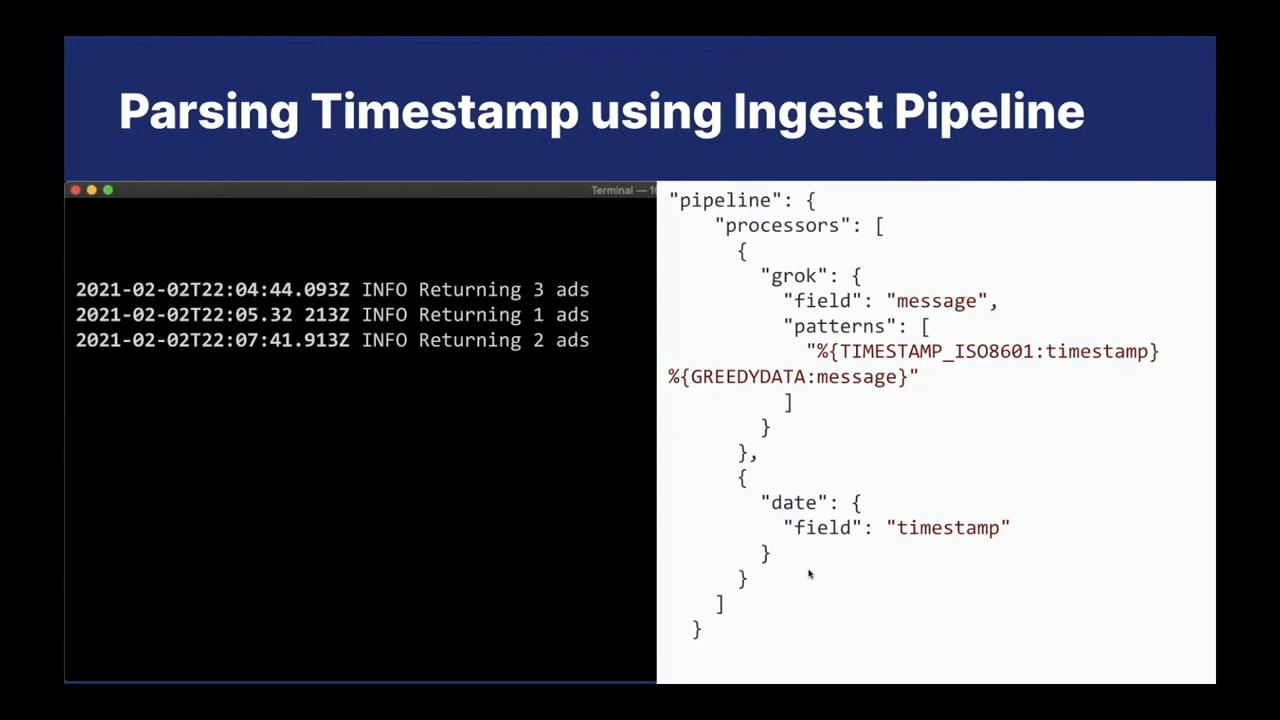 Parsing Timestamp using Ingest Pipeline
Terminal — 1
2021-02-02T22:04:44.093Z INFO Returning 3 ads
2021-02-02T22:05.32 213Z INFO Returning 1 ads
2021-02-02T22:07:41.913Z INFO Returning 2 ads
"pipeline": {
"processors": [
{
"grok": {
"field": "message",
"patterns": [
"%{TIMESTAMP_ISO8601:timestamp}
%{GREEDYDATA:message}"
]
}
},
{
"date": {
"field": "timestamp"
}
}
]
}